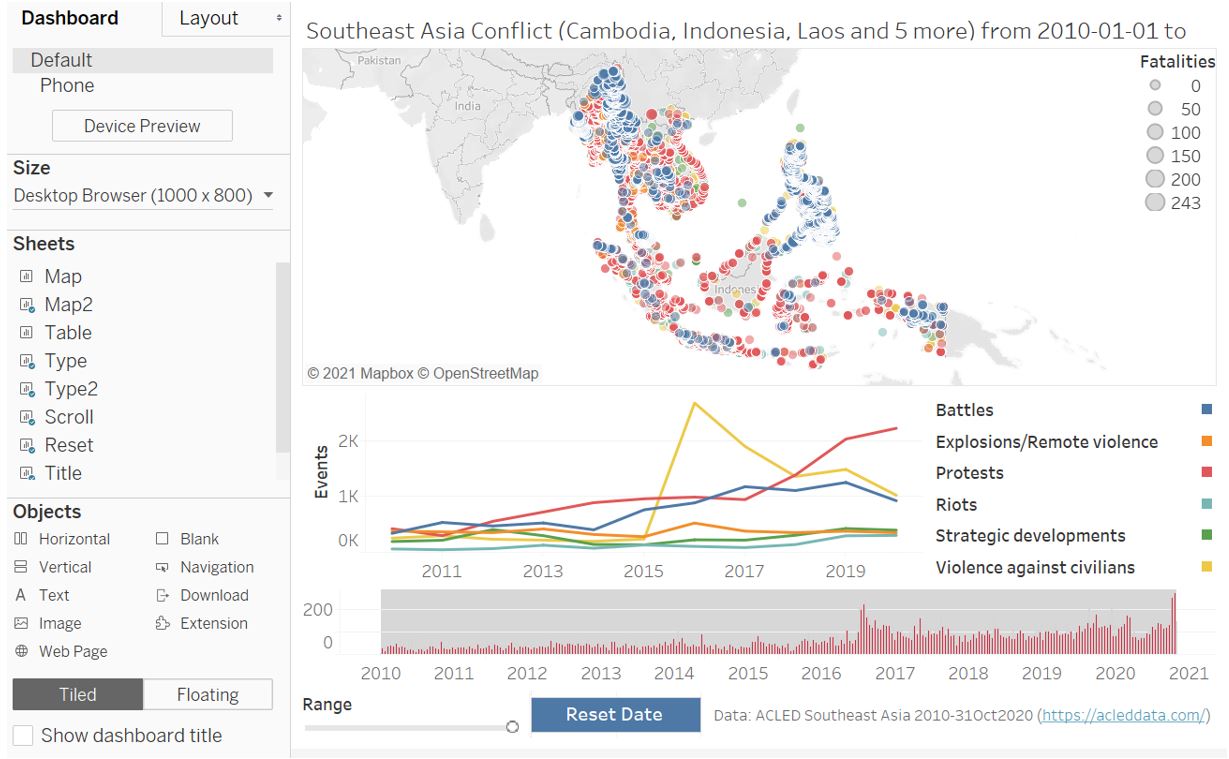 Dashboard
Layout
Default
Phone
Device Preview
Size
Desktop Browser (1000 x 800)
Sheets
Map
Map2
Table
Type
Type2
Scroll
Reset
Title
Objects
Horizontal
Blank
Vertical
Navigation
A Text
Download
Image
Extension
Web Page
Tiled
Floating
Show dashboard title
Southeast Asia Conflict (Cambodia, Indonesia, Laos and 5 more) from 2010-01-01 to
Pakistan
India
Indones
© 2021 Mapbox © OpenStreetMap
Fatalities
0
50
100
150
200
243
Events
2K
1K
0K
2011 2013 2015 2017 2019
Battles
Explosions/Remote violence
Protests
Riots
Strategic developments
Violence against civilians
200
0
2010 2011 2012 2013 2014 2015 2016 2017 2018 2019 2020 2021
Range
Reset Date
Data: ACLED Southeast Asia 2010-31Oct2020 (https://acleddata.com/)